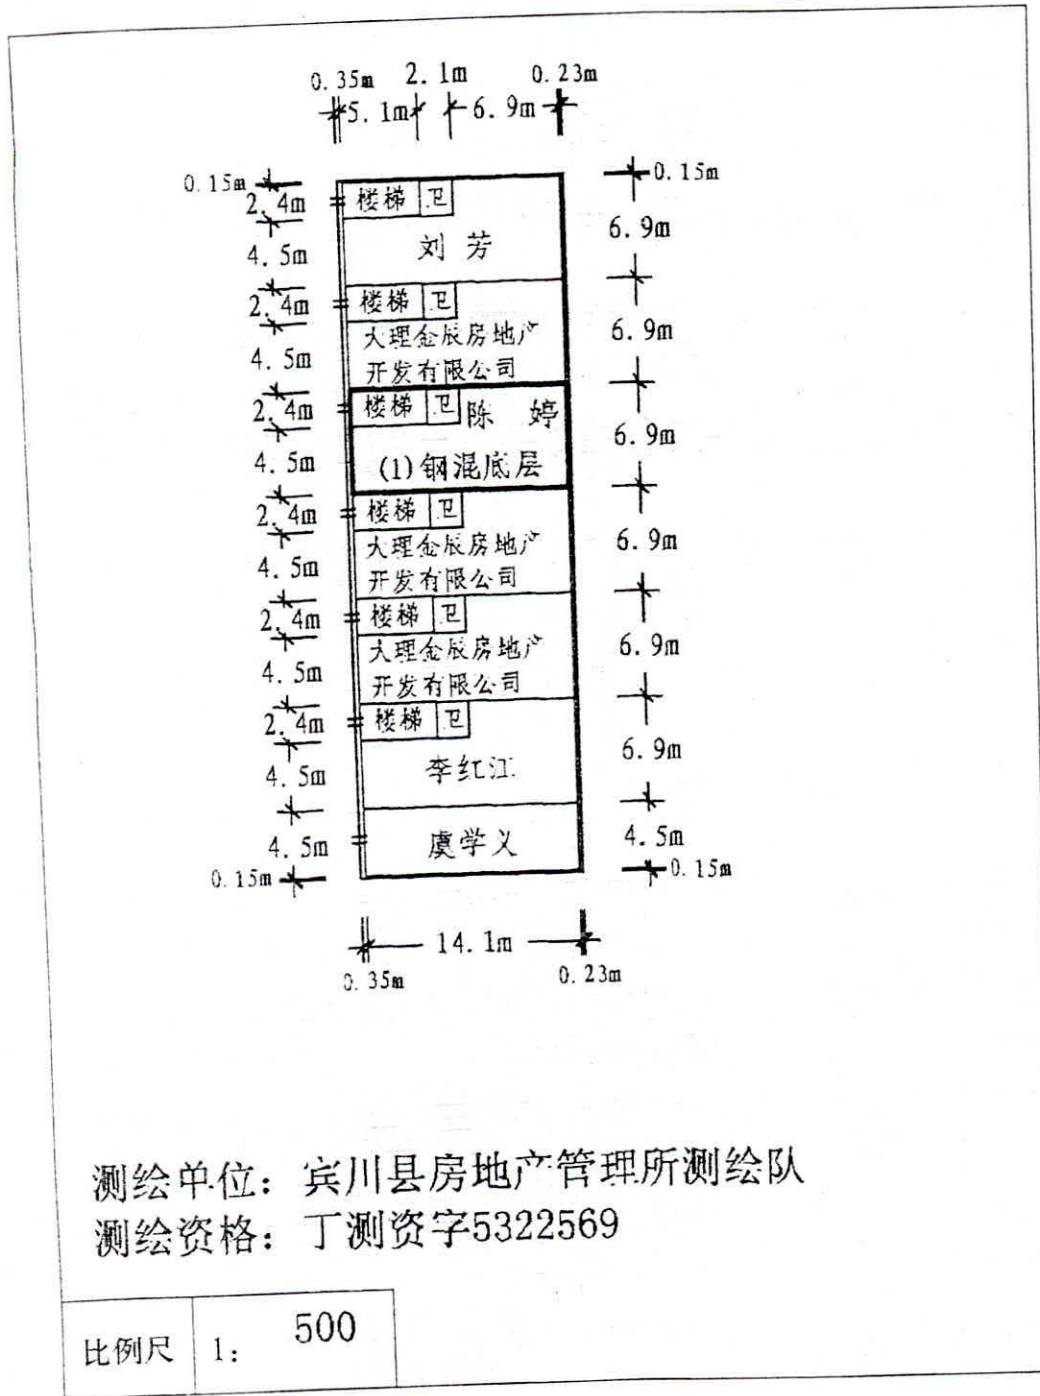 0.35m 2.1m 0.23m
5.1m 6.9m
0.15m 0.15m
2.4m 楼梯 卫
刘 芳 6.9m
4.5m
2.4m 楼梯 卫
大理金辰房地产 6.9m
4.5m 开发有限公司
2.4m 楼梯 卫 陈 婷
6.9m
4.5m (1)钢混底层
2.4m 楼梯 卫
大理金辰房地产 6.9m
4.5m 开发有限公司
2.4m 楼梯 卫
大理金辰房地产 6.9m
4.5m 开发有限公司
2.4m 楼梯 卫
李红江 6.9m
4.5m
4.5m 虞学义 4.5m
0.15m 0.15m
14.1m
0.35m 0.23m
测绘单位：宾川县房地产管理所测绘队
测绘资格：丁测资字5322569
比例尺 1: 500